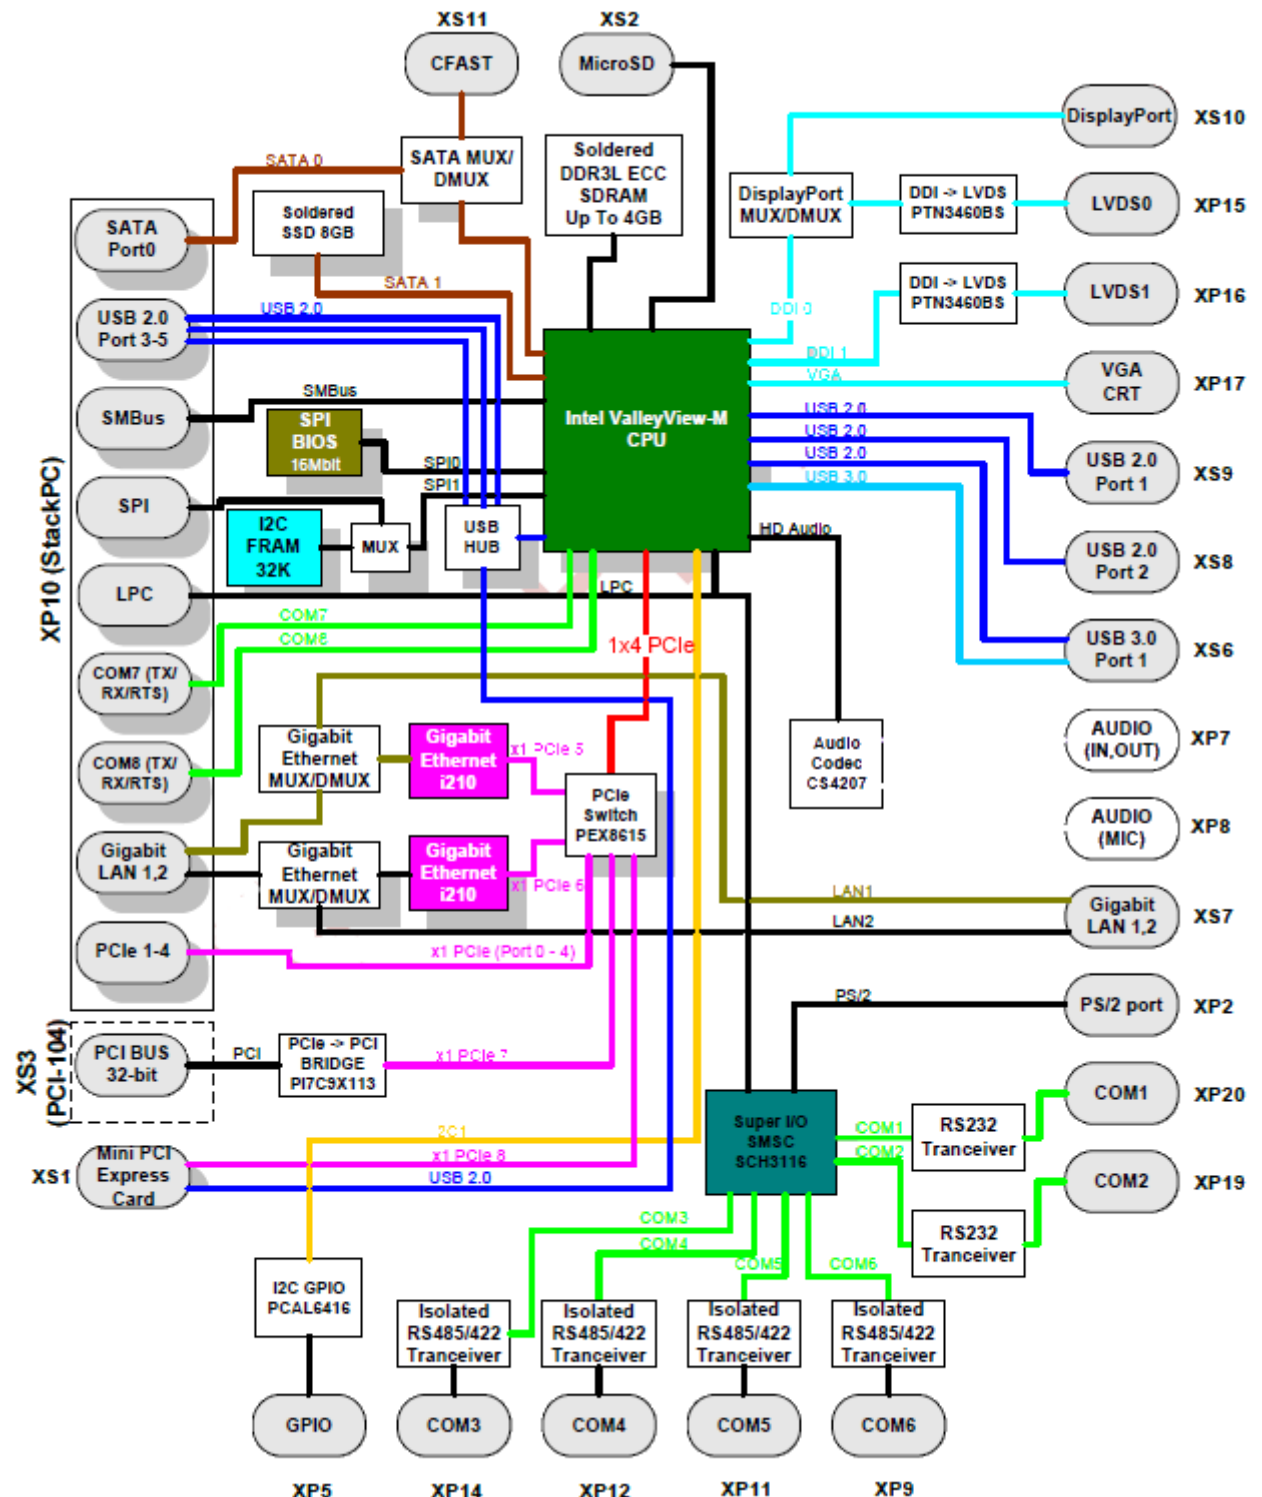 XS11
XS2
CFAST
MicroSD
DisplayPort
XS10
SATA 0
SATA MUX/
DMUX
Soldered
DDR3L ECC
SDRAM
Up To 4GB
DisplayPort
MUX/DMUX
DDI -> LVDS
PTN3460BS
LVDS0
XP15
SATA
Port0
Soldered
SSD 8GB
SATA 1
DDI 0
DDI -> LVDS
PTN3460BS
LVDS1
XP16
USB 2.0
Port 3-5
USB 2.0
DDI 1
VGA
VGA
CRT
XP17
SMBus
SMBus
SPI
BIOS
16Mbit
SPI0
SPI1
Intel ValleyView-M
CPU
USB 2.0
USB 2.0
USB 2.0
USB 3.0
USB 2.0
Port 1
XS9
XP10 (StackPC)
SPI
I2C
FRAM
32K
MUX
USB
HUB
HD Audio
USB 2.0
Port 2
XS8
LPC
LPC
COM7
COM8
1x4 PCIe
USB 3.0
Port 1
XS6
COM7 (TX/
RX/RTS)
COM8 (TX/
RX/RTS)
Gigabit
Ethernet
MUX/DMUX
Gigabit
Ethernet
i210
x1 PCIe 5
PCIe
Switch
PEX8615
Audio
Codec
CS4207
AUDIO
(IN,OUT)
XP7
AUDIO
(MIC)
XP8
Gigabit
LAN 1,2
Gigabit
Ethernet
MUX/DMUX
Gigabit
Ethernet
i210
x1 PCIe 6
LAN1
LAN2
Gigabit
LAN 1,2
XS7
PCIe 1-4
x1 PCIe (Port 0 - 4)
PS/2
PS/2 port
XP2
XS3
(PCI-104)
PCI BUS
32-bit
PCI
PCIe -> PCI
BRIDGE
PI7C9X113
x1 PCIe 7
Super I/O
SMSC
SCH3116
COM1
COM2
RS232
Tranceiver
COM1
XP20
2C1
XS1
Mini PCI
Express
Card
x1 PCIe 8
USB 2.0
COM2
XP19
COM3
COM4
COM5
COM6
RS232
Tranceiver
I2C GPIO
PCAL6416
Isolated
RS485/422
Tranceiver
Isolated
RS485/422
Tranceiver
Isolated
RS485/422
Tranceiver
Isolated
RS485/422
Tranceiver
GPIO
COM3
COM4
COM5
COM6
XP5
XP14
XP12
XP11
XP9